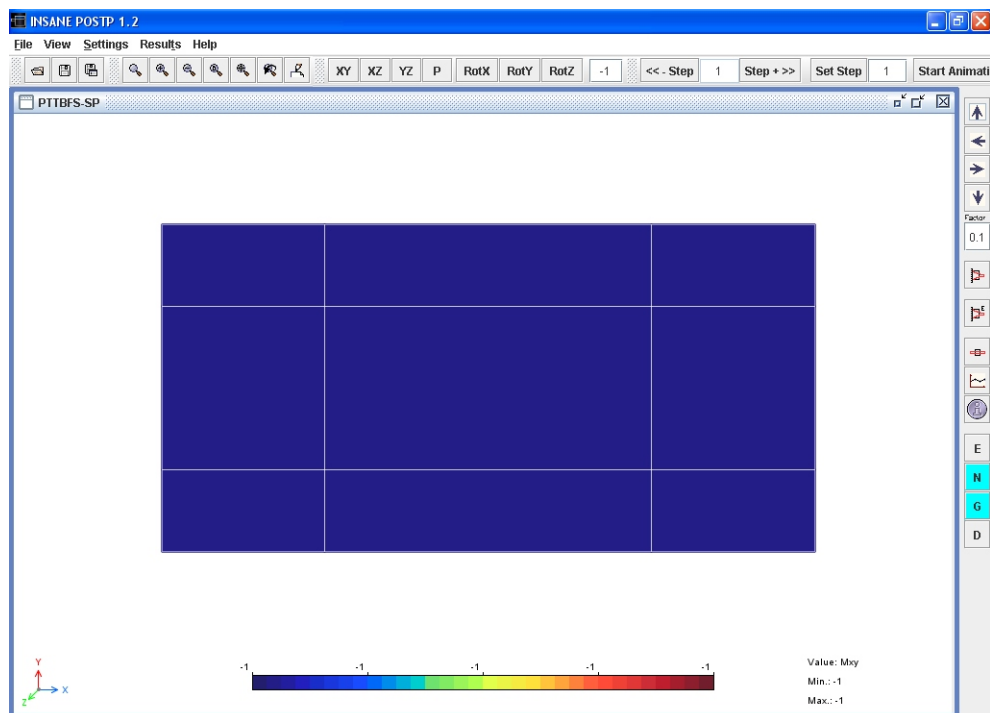 INSANE POSTP 1.2
File View Settings Results Help
XY XZ YZ P RotX RotY RotZ -1 <<- Step 1 Step + >> Set Step 1 Start Animati
PTTBFS-SP
Factor
0.1
E
E
N
G
D
Y
X
Z
-1 -1 -1 -1 -1
Value: Mxy
Min.: -1
Max.: -1